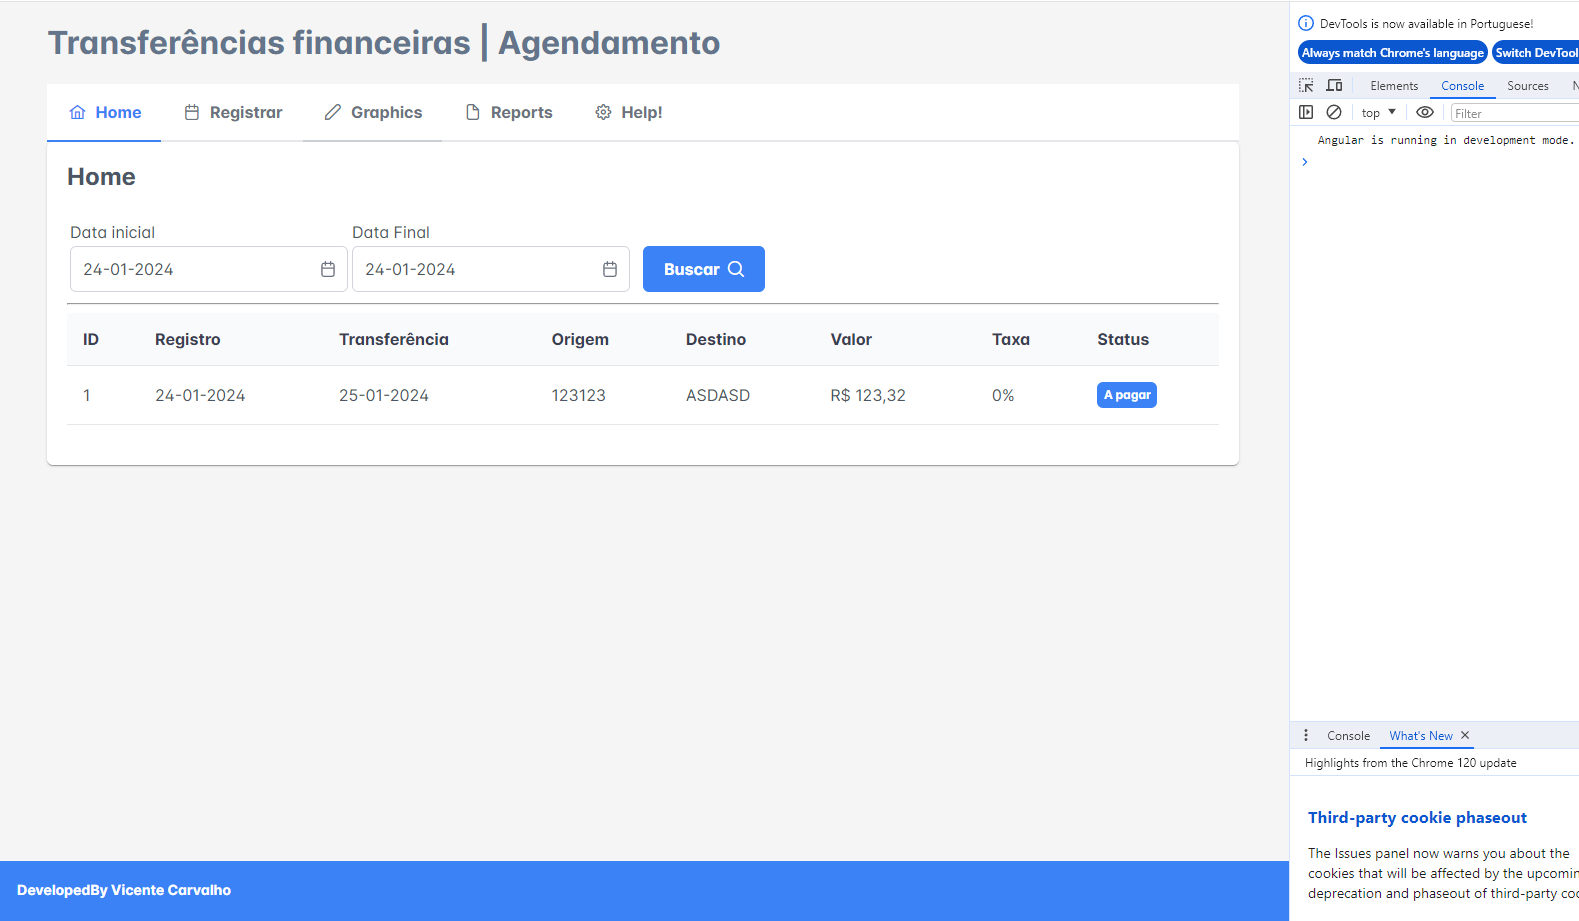 Transferências financeiras | Agendamento
Home Registrar Graphics Reports Help!
Home
Data inicial Data Final
24-01-2024 24-01-2024 Buscar
ID Registro Transferência Origem Destino Valor Taxa Status
1 24-01-2024 25-01-2024 123123 ASDASD R$ 123,32 0% A pagar
DevelopedBy Vicente Carvalho
DevTools is now available in Portuguese!
Always match Chrome's language Switch DevTool
Elements Console Sources N
top Filter
Angular is running in development mode.
Console What's New
Highlights from the Chrome 120 update
Third-party cookie phaseout
The Issues panel now warns you about the
cookies that will be affected by the upcomin
deprecation and phaseout of third-party coo